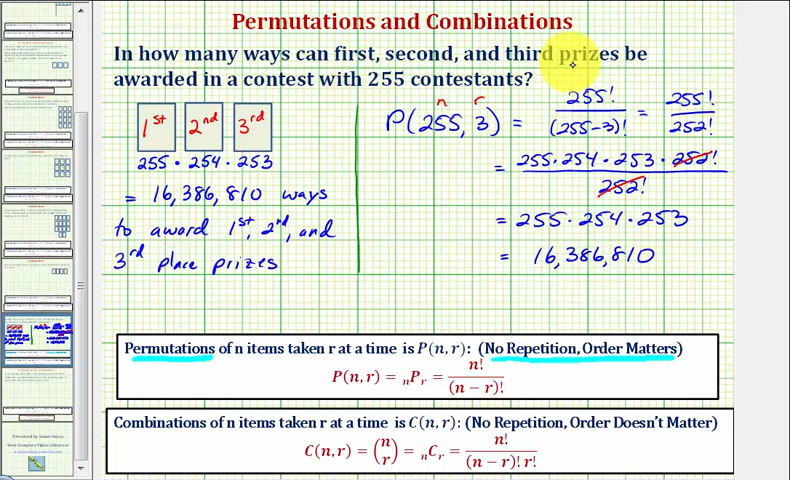 Permutations and Combinations
In how many ways can first, second, and third prizes be
awarded in a contest with 255 contestants?
1st 2nd 3rd
255 · 254 · 253
= 16,386,810 ways
to award 1st, 2nd, and
3rd place prizes
n r
P(255, 3) = 255! / (255-3)! = 255! / 252!
= 255·254·253·252! / 252!
= 255·254·253
= 16,386,810
Permutations of n items taken r at a time is P(n, r): (No Repetition, Order Matters)
P(n, r) = nPr = n! / (n − r)!
Combinations of n items taken r at a time is C(n, r): (No Repetition, Order Doesn't Matter)
C(n, r) = (n r) = nCr = n! / (n − r)! r!